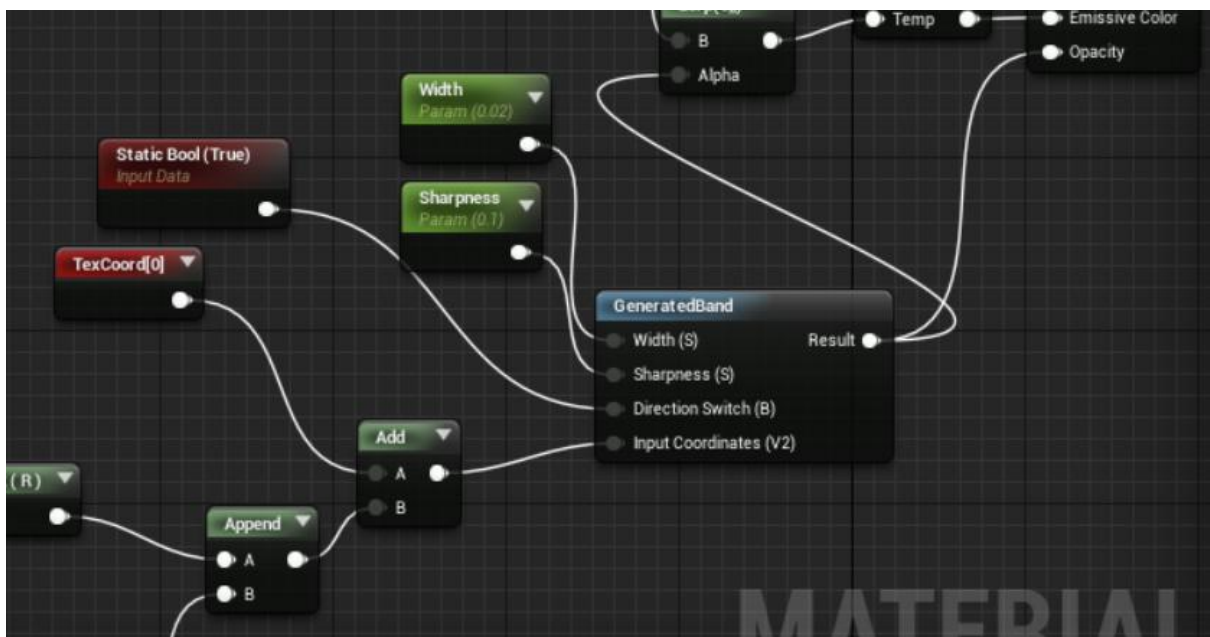 Temp
Emissive Color
Opacity
B
Alpha
Width
Param (0.02)
Static Bool (True)
Input Data
Sharpness
Param (0.1)
TexCoord[0]
GeneratedBand
Width (S)
Result
Sharpness (S)
Direction Switch (B)
Input Coordinates (V2)
Add
A
B
( R )
Append
A
B
MATERIAL